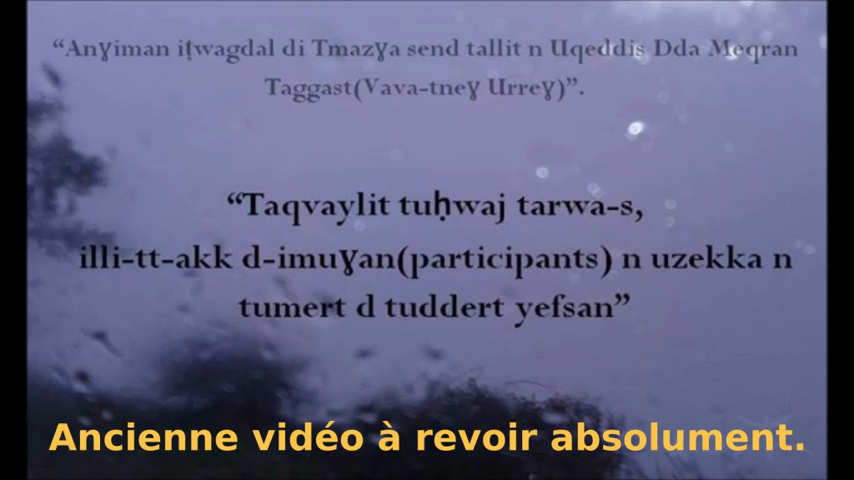 “Anɣiman iṭwagdal di Tmazɣa send tallit n Uqeddis Dda Meqran
Taggast(Vava-tneɣ Urreɣ)”.
“Taqvaylit tuḥwaj tarwa-s,
illi-tt-akk d-imuɣan(participants) n uzekka n
tumert d tuddert yefsan”
Ancienne vidéo à revoir absolument.